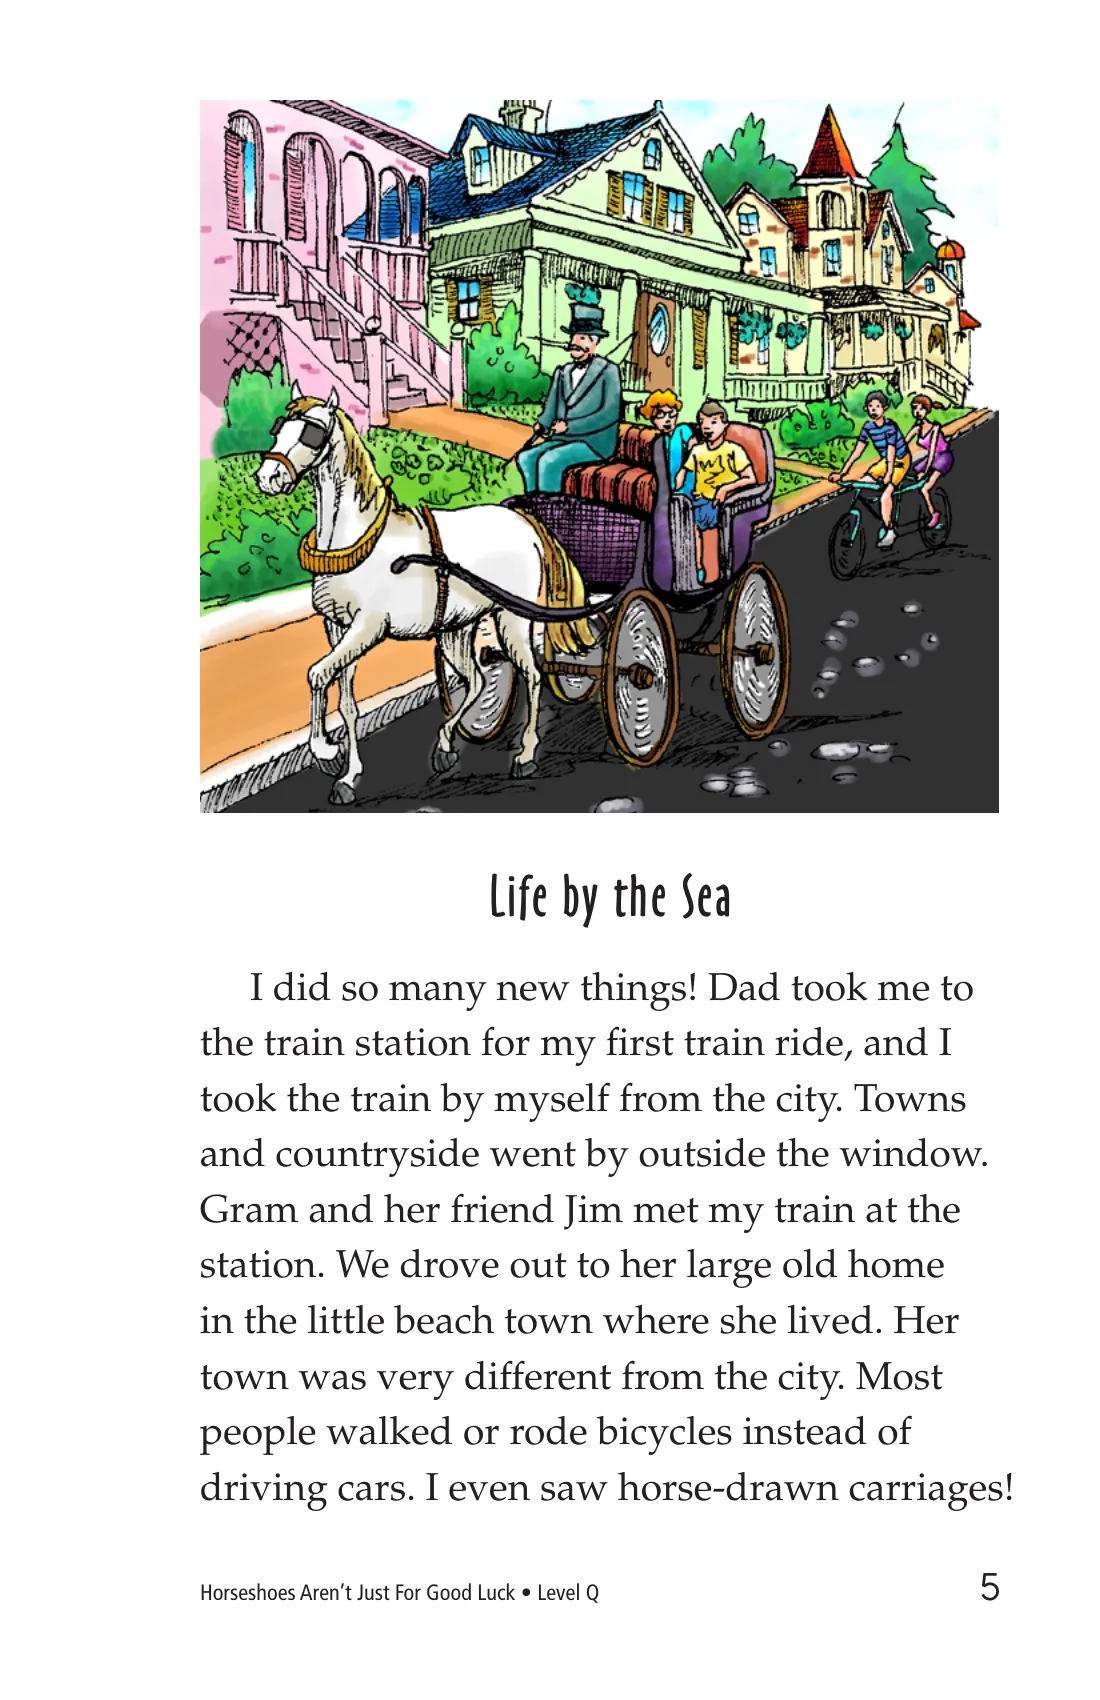 Life by the Sea
I did so many new things! Dad took me to
the train station for my first train ride, and I
took the train by myself from the city. Towns
and countryside went by outside the window.
Gram and her friend Jim met my train at the
station. We drove out to her large old home
in the little beach town where she lived. Her
town was very different from the city. Most
people walked or rode bicycles instead of
driving cars. I even saw horse-drawn carriages!
Horseshoes Aren’t Just For Good Luck • Level Q
5